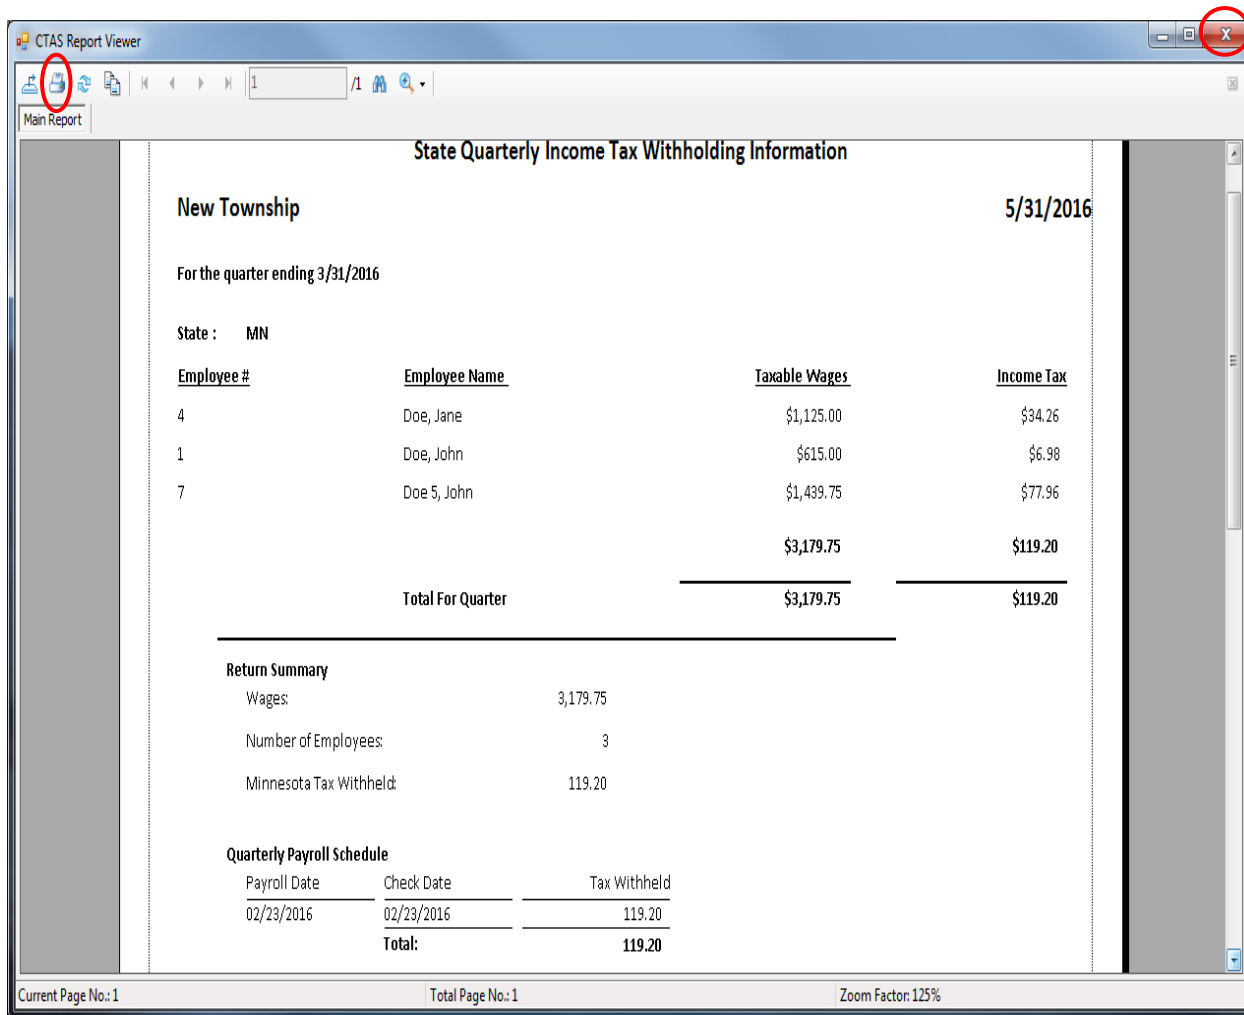 CTAS Report Viewer
X
1 /1
Main Report
State Quarterly Income Tax Withholding Information
New Township 5/31/2016
For the quarter ending 3/31/2016
State : MN
Employee # Employee Name Taxable Wages Income Tax
4 Doe, Jane $1,125.00 $34.26
1 Doe, John $615.00 $6.98
7 Doe 5, John $1,439.75 $77.96
$3,179.75 $119.20
Total For Quarter $3,179.75 $119.20
Return Summary
Wages: 3,179.75
Number of Employees: 3
Minnesota Tax Withheld: 119.20
Quarterly Payroll Schedule
Payroll Date Check Date Tax Withheld
02/23/2016 02/23/2016 119.20
Total: 119.20
Current Page No.: 1 Total Page No.: 1 Zoom Factor: 125%